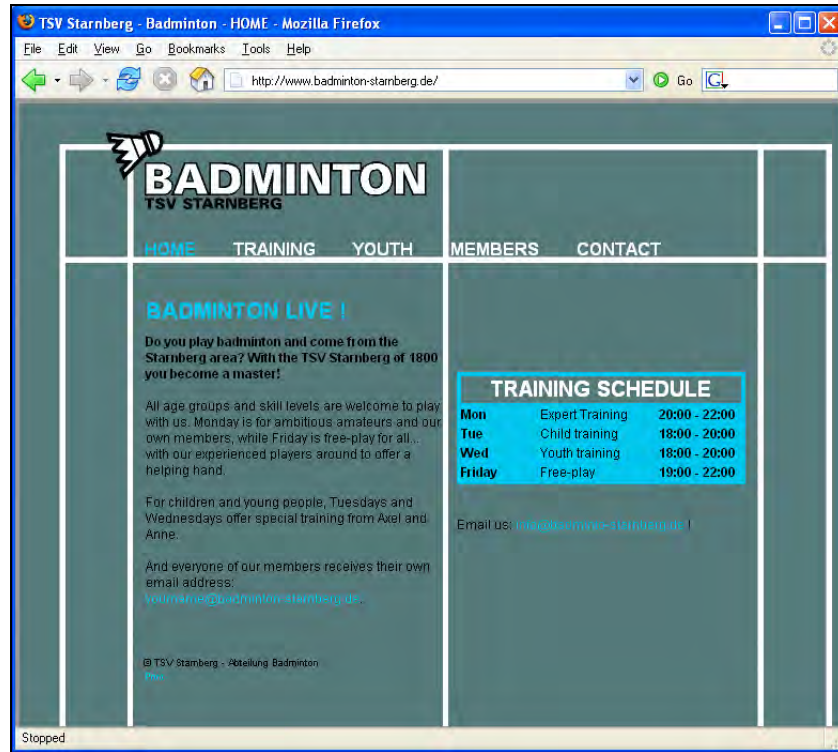 TSV Starnberg - Badminton - HOME - Mozilla Firefox
File Edit View Go Bookmarks Tools Help
http://www.badminton-starnberg.de/ Go G
BADMINTON
TSV STARNBERG
HOME TRAINING YOUTH MEMBERS CONTACT
BADMINTON LIVE !
Do you play badminton and come from the
Starnberg area? With the TSV Starnberg of 1800
you become a master!
All age groups and skill levels are welcome to play
with us. Monday is for ambitious amateurs and our
own members, while Friday is free-play for all...
with our experienced players around to offer a
helping hand.
For children and young people, Tuesdays and
Wednesdays offer special training from Axel and
Anne.
And everyone of our members receives their own
email address:
yourname@badminton-starnberg.de.
© TSV Starnberg - Abteilung Badminton
Print
TRAINING SCHEDULE
Mon Expert Training 20:00 - 22:00
Tue Child training 18:00 - 20:00
Wed Youth training 18:00 - 20:00
Friday Free-play 19:00 - 22:00
Email us: !
Stopped